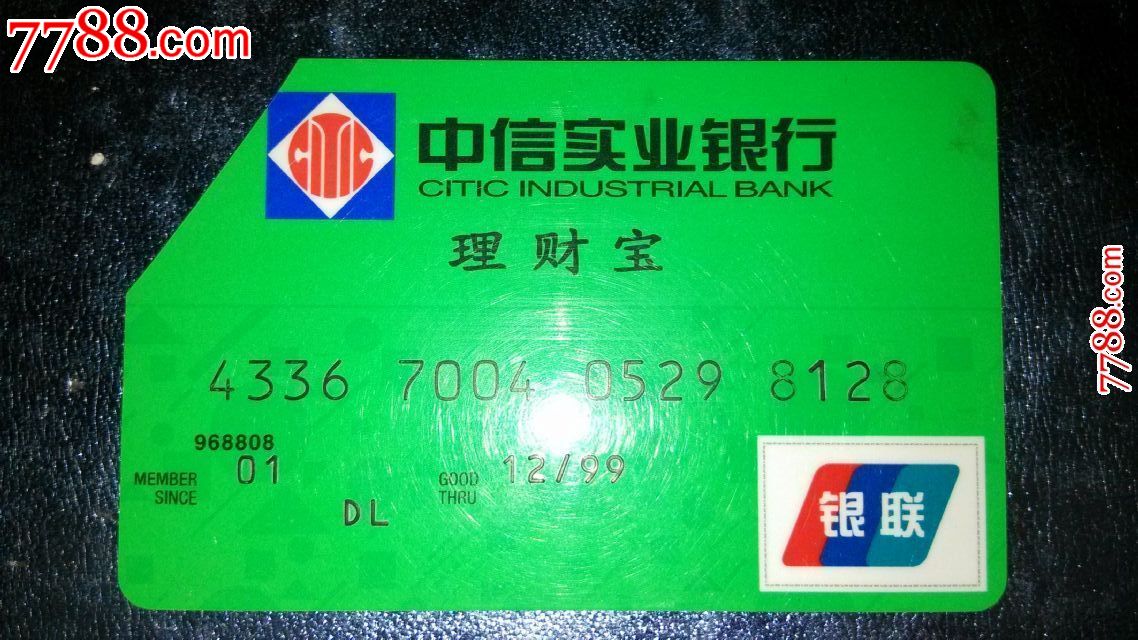 7788.com
CITIC
中信实业银行
CITIC INDUSTRIAL BANK
理财宝
4336 7004 0529 8128
968808
MEMBER SINCE 01
GOOD THRU 12/99
DL
银联
7788.com